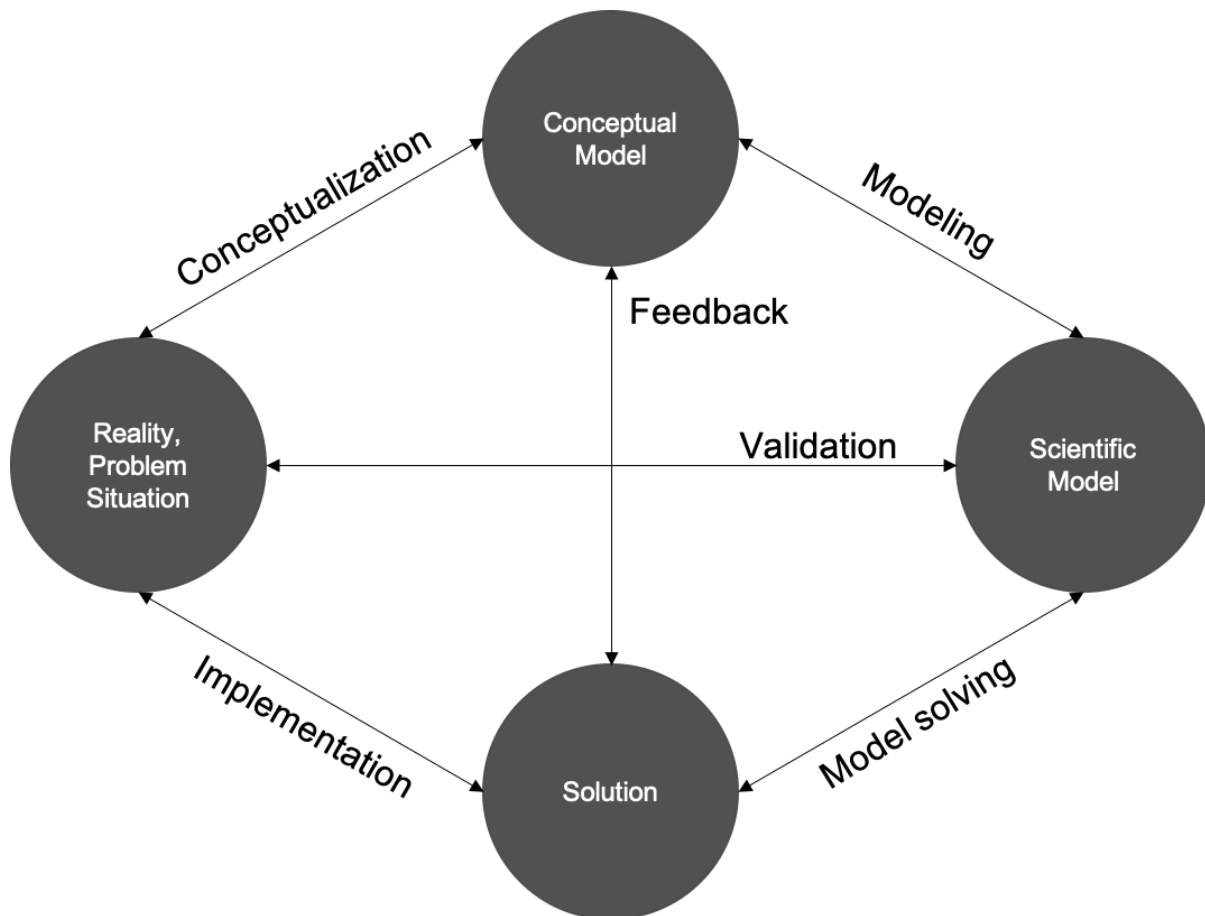 Conceptual
Model
Conceptualization
Modeling
Feedback
Reality,
Problem
Situation
Validation
Scientific
Model
Implementation
Model solving
Solution